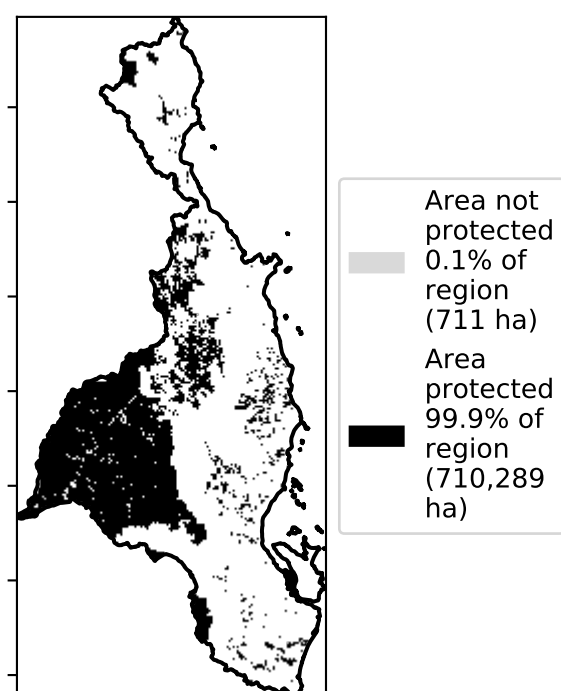 Area not
protected
0.1% of
region
(711 ha)
Area
protected
99.9% of
region
(710,289
ha)